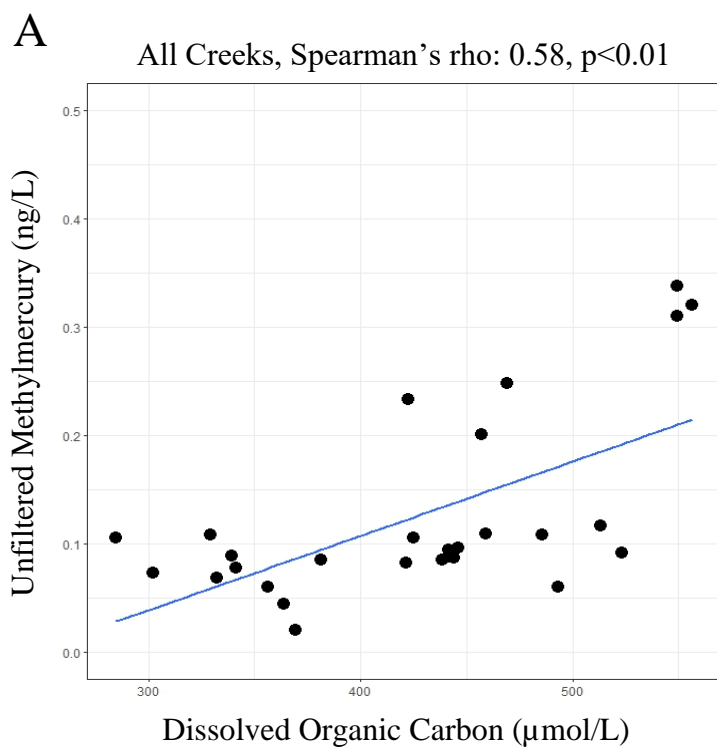 A
All Creeks, Spearman’s rho: 0.58, p<0.01
Unfiltered Methylmercury (ng/L)
0.5
0.4
0.3
0.2
0.1
0.0
300 400 500
Dissolved Organic Carbon (µmol/L)